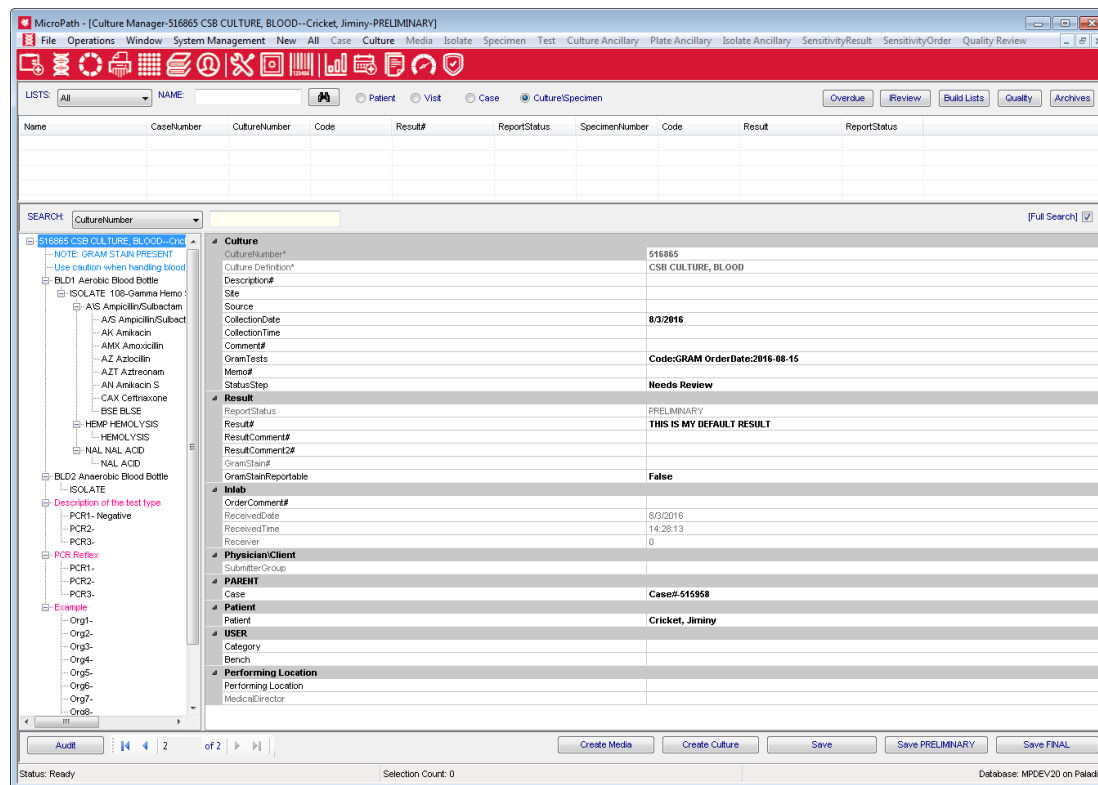 MicroPath - [Culture Manager-516865 CSB CULTURE, BLOOD--Cricket, Jiminy-PRELIMINARY]
File Operations Window System Management New All Case Culture Media Isolate Specimen Test Culture Ancillary Plate Ancillary Isolate Ancillary SensitivityResult SensitivityOrder Quality Review
LISTS: All NAME: Patient Visit Case Culture\Specimen Overdue IReview Build Lists Quality Archives
Name CaseNumber CultureNumber Code Result# ReportStatus SpecimenNumber Code Result ReportStatus
SEARCH: CultureNumber [Full Search]
516865 CSB CULTURE, BLOOD--Cric
NOTE: GRAM STAIN PRESENT
Use caution when handling blood
BLD1 Aerobic Blood Bottle
ISOLATE 108-Gamma Hemo
A\S Ampicillin/Sulbactam
A/S Ampicillin/Sulbact
AK Amikacin
AMX Amoxicillin
AZ Azlocillin
AZT Aztreonam
AN Amikacin S
CAX Ceftriaxone
BSE BLSE
HEMP HEMOLYSIS
HEMOLYSIS
NAL NAL ACID
NAL ACID
BLD2 Anaerobic Blood Bottle
ISOLATE
Description of the test type
PCR1- Negative
PCR2-
PCR3-
PCR Reflex
PCR1-
PCR2-
PCR3-
Example
Org1-
Org2-
Org3-
Org4-
Org5-
Org6-
Org7-
Org8-
Culture
CultureNumber* 516865
Culture Definition* CSB CULTURE, BLOOD
Description#
Site
Source
CollectionDate 8/3/2016
CollectionTime
Comment#
GramTests Code:GRAM OrderDate:2016-08-15
Memo#
StatusStep Needs Review
Result
ReportStatus PRELIMINARY
Result# THIS IS MY DEFAULT RESULT
ResultComment#
ResultComment2#
GramStain#
GramStainReportable False
Inlab
OrderComment#
ReceivedDate 8/3/2016
ReceivedTime 14:28:13
Receiver 0
Physician\Client
SubmitterGroup
PARENT
Case Case#-515958
Patient
Patient Cricket, Jiminy
USER
Category
Bench
Performing Location
Performing Location
MedicalDirector
Audit 2 of 2 Create Media Create Culture Save Save PRELIMINARY Save FINAL
Status: Ready Selection Count: 0 Database: MPDEV20 on Paladi